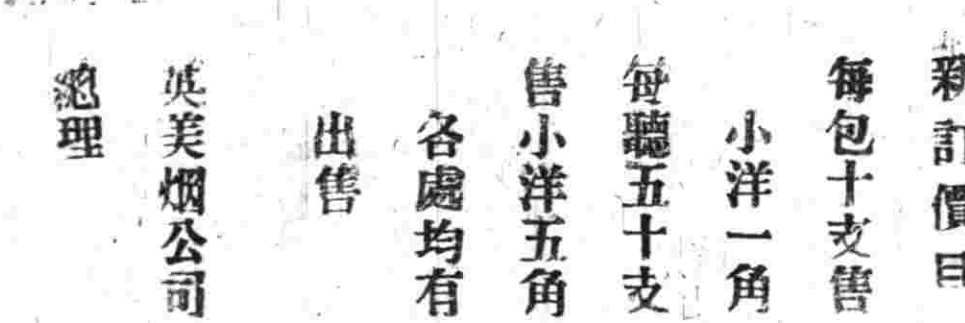 新訂價目
每包十支售
小洋一角
每聽五十支
售小洋五角
各處均有
出售
英美烟公司
總理